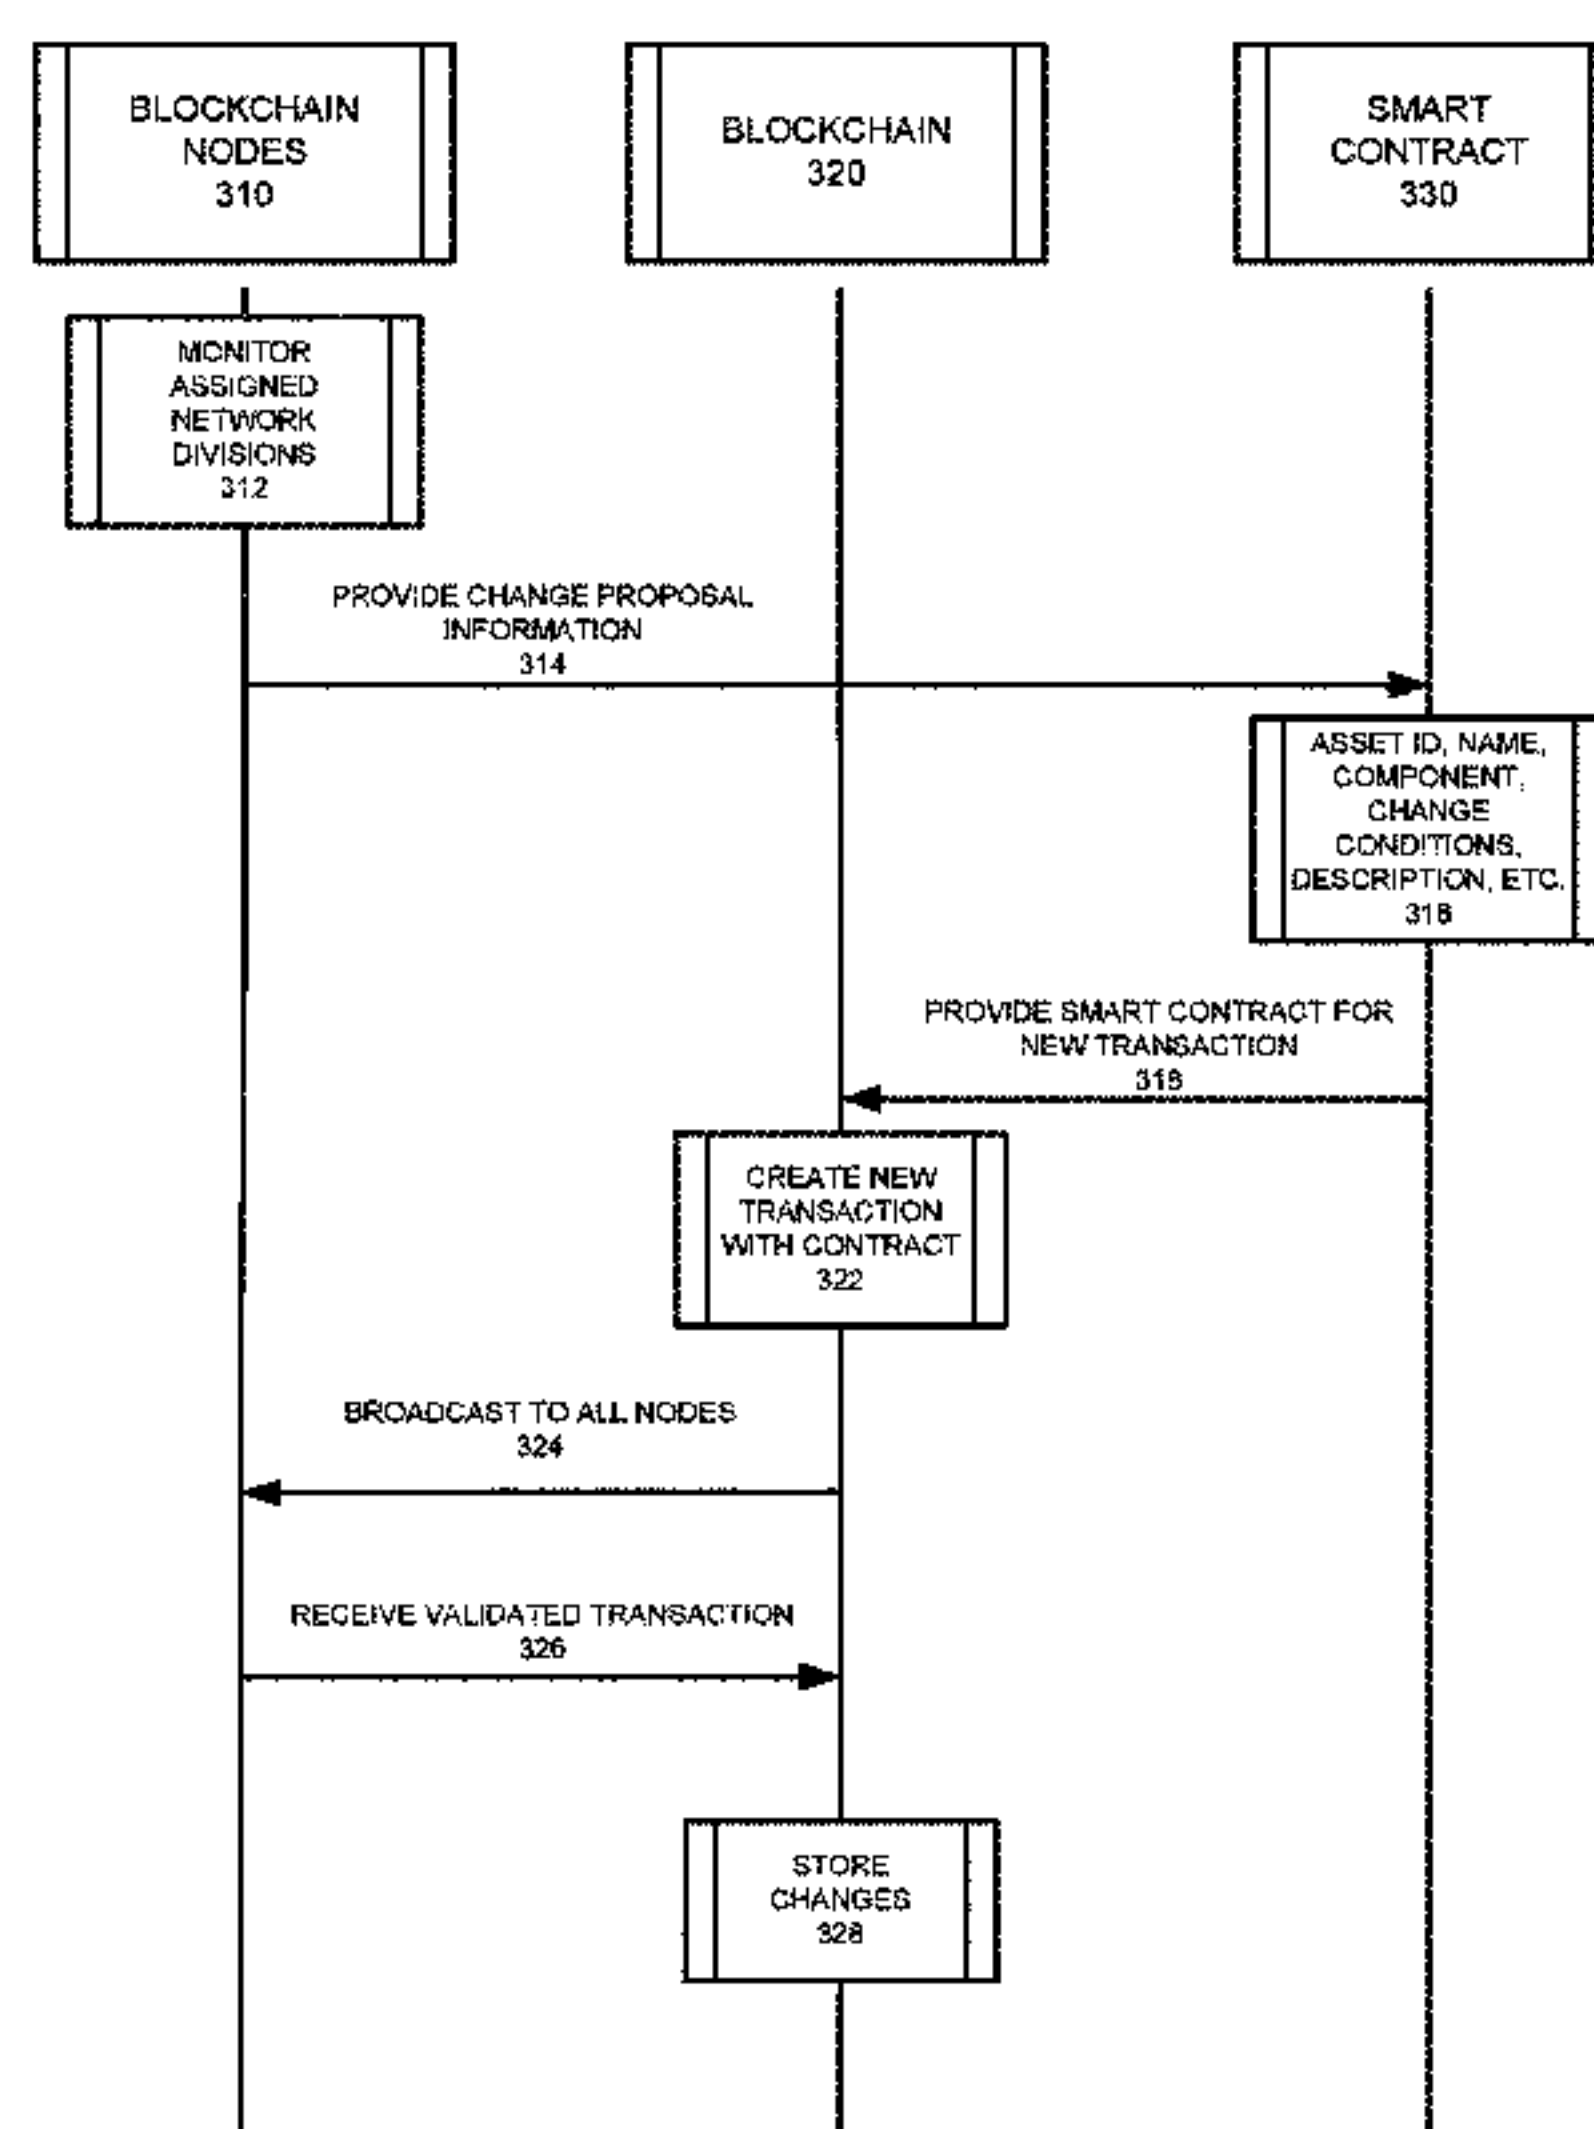 BLOCKCHAIN
NODES
310
BLOCKCHAIN
320
SMART
CONTRACT
330
MONITOR
ASSIGNED
NETWORK
DIVISIONS
312
PROVIDE CHANGE PROPOSAL
INFORMATION
314
ASSET ID, NAME,
COMPONENT,
CHANGE
CONDITIONS,
DESCRIPTION, ETC.
316
PROVIDE SMART CONTRACT FOR
NEW TRANSACTION
318
CREATE NEW
TRANSACTION
WITH CONTRACT
322
BROADCAST TO ALL NODES
324
RECEIVE VALIDATED TRANSACTION
326
STORE
CHANGES
328